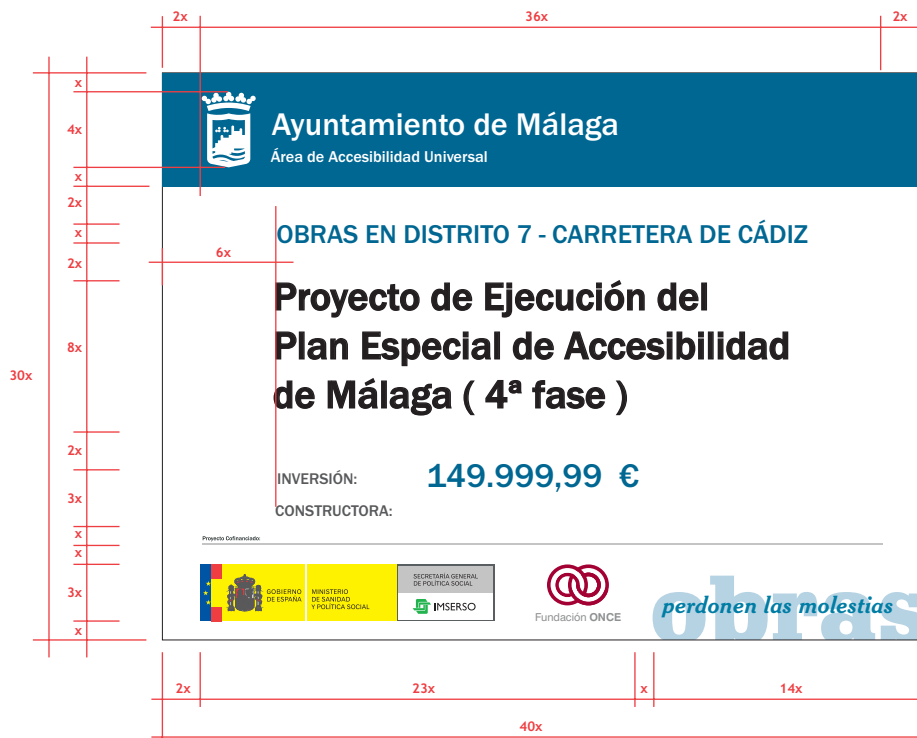 2x 36x 2x
x
4x
x
2x
x
2x
8x
30x
2x
3x
x
x
3x
x
Ayuntamiento de Málaga
Área de Accesibilidad Universal
6x
OBRAS EN DISTRITO 7 - CARRETERA DE CÁDIZ
Proyecto de Ejecución del
Plan Especial de Accesibilidad
de Málaga ( 4ª fase )
INVERSIÓN: 149.999,99 €
CONSTRUCTORA:
Proyecto Cofinanciado:
GOBIERNO
DE ESPAÑA
MINISTERIO
DE SANIDAD
Y POLÍTICA SOCIAL
SECRETARÍA GENERAL
DE POLÍTICA SOCIAL
IMSERSO
Fundación ONCE
obras
perdonen las molestias
2x 23x x 14x
40x